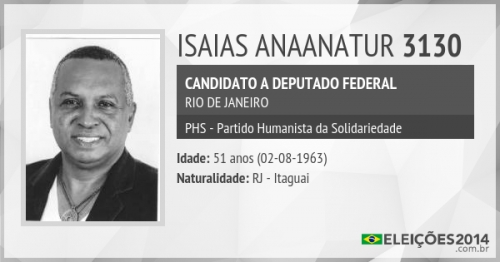 ISAIAS ANAANATUR 3130
CANDIDATO A DEPUTADO FEDERAL
RIO DE JANEIRO
PHS - Partido Humanista da Solidariedade
Idade: 51 anos (02-08-1963)
Naturalidade: RJ - Itaguai
ELEIÇÕES2014
.com.br